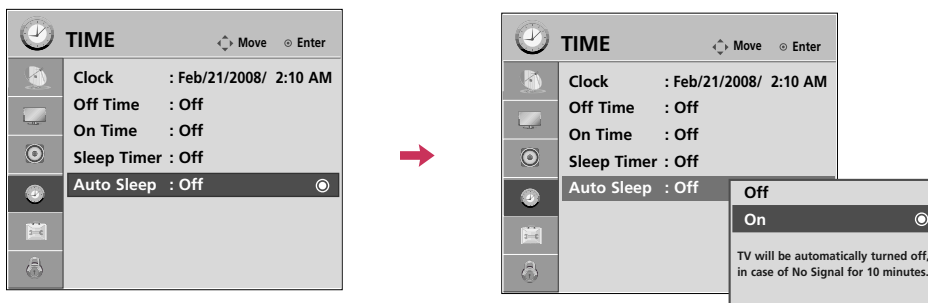 TIME Move Enter
Clock : Feb/21/2008/ 2:10 AM
Off Time : Off
On Time : Off
Sleep Timer : Off
Auto Sleep : Off
TIME Move Enter
Clock : Feb/21/2008/ 2:10 AM
Off Time : Off
On Time : Off
Sleep Timer : Off
Auto Sleep : Off
Off
On
TV will be automatically turned off,
in case of No Signal for 10 minutes.